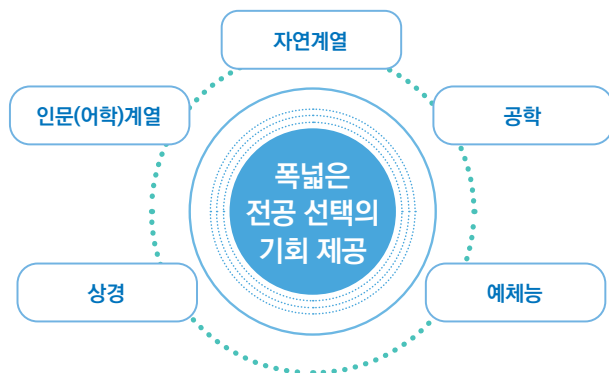 자연계열
인문(어학)계열
공학
폭넓은
전공 선택의
기회 제공
상경
예체능